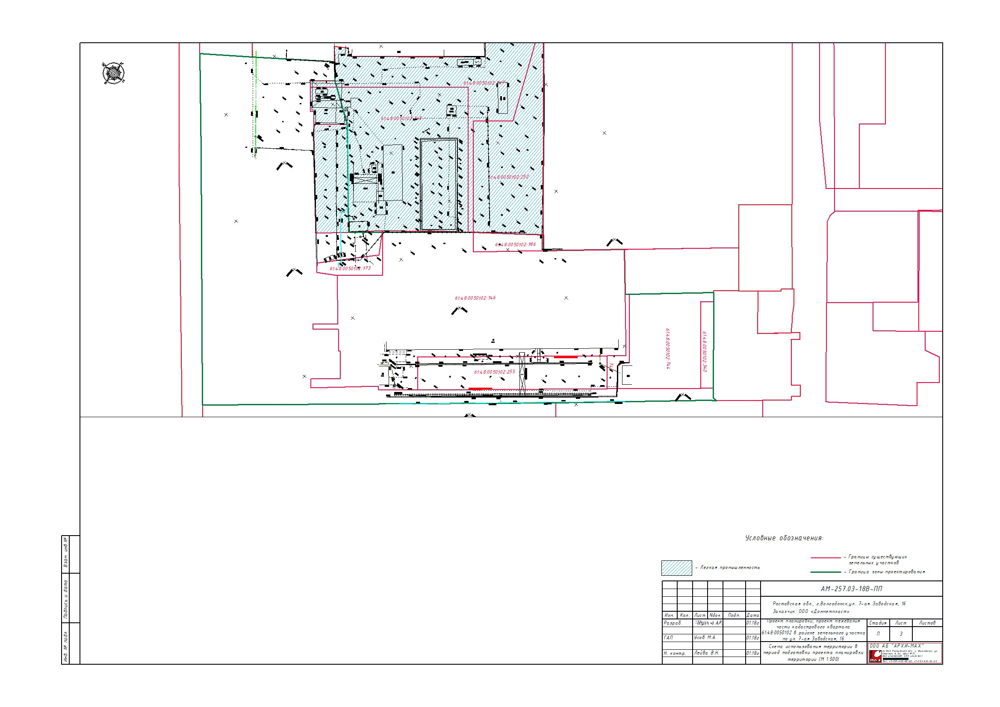 61:48:0050102:747
61:48:0050102:348
61:48:0050102:252
61:48:0050102:786
61:48:0050102:773
61:48:0050102:746
61:48:0050102:744
61:48:0050102:340
61:48:0050102:255
Условные обозначения:
- Легкая промышленность
- Границы существующих
земельных участков
- Граница зоны проектирования
Взам. инв.№
Подпись и дата
Инв. № подл.
АМ-257.03-18В-ПП
Ростовская обл., г.Волгодонск,ул. 7-ая Заводская, 16
Заказчик: ООО «Донметпласт»
Изм. Кол. Лист Nдок Подп. Дата
Разраб. А.Р. 01.18г
ГАП Усов М.А. 01.18г
Н. контр. Лейва В.Н. 01.18г
Проект планировки, проект межевания
части кадастрового квартала
61:48:0050102 в районе земельного участка
по ул. 7-ая Заводская, 16
Стадия Лист Листов
П 3
Схема использования территории в
период подготовки проекта планировки
территории (М 1:500)
ООО АБ "АРХИ-МАХ"